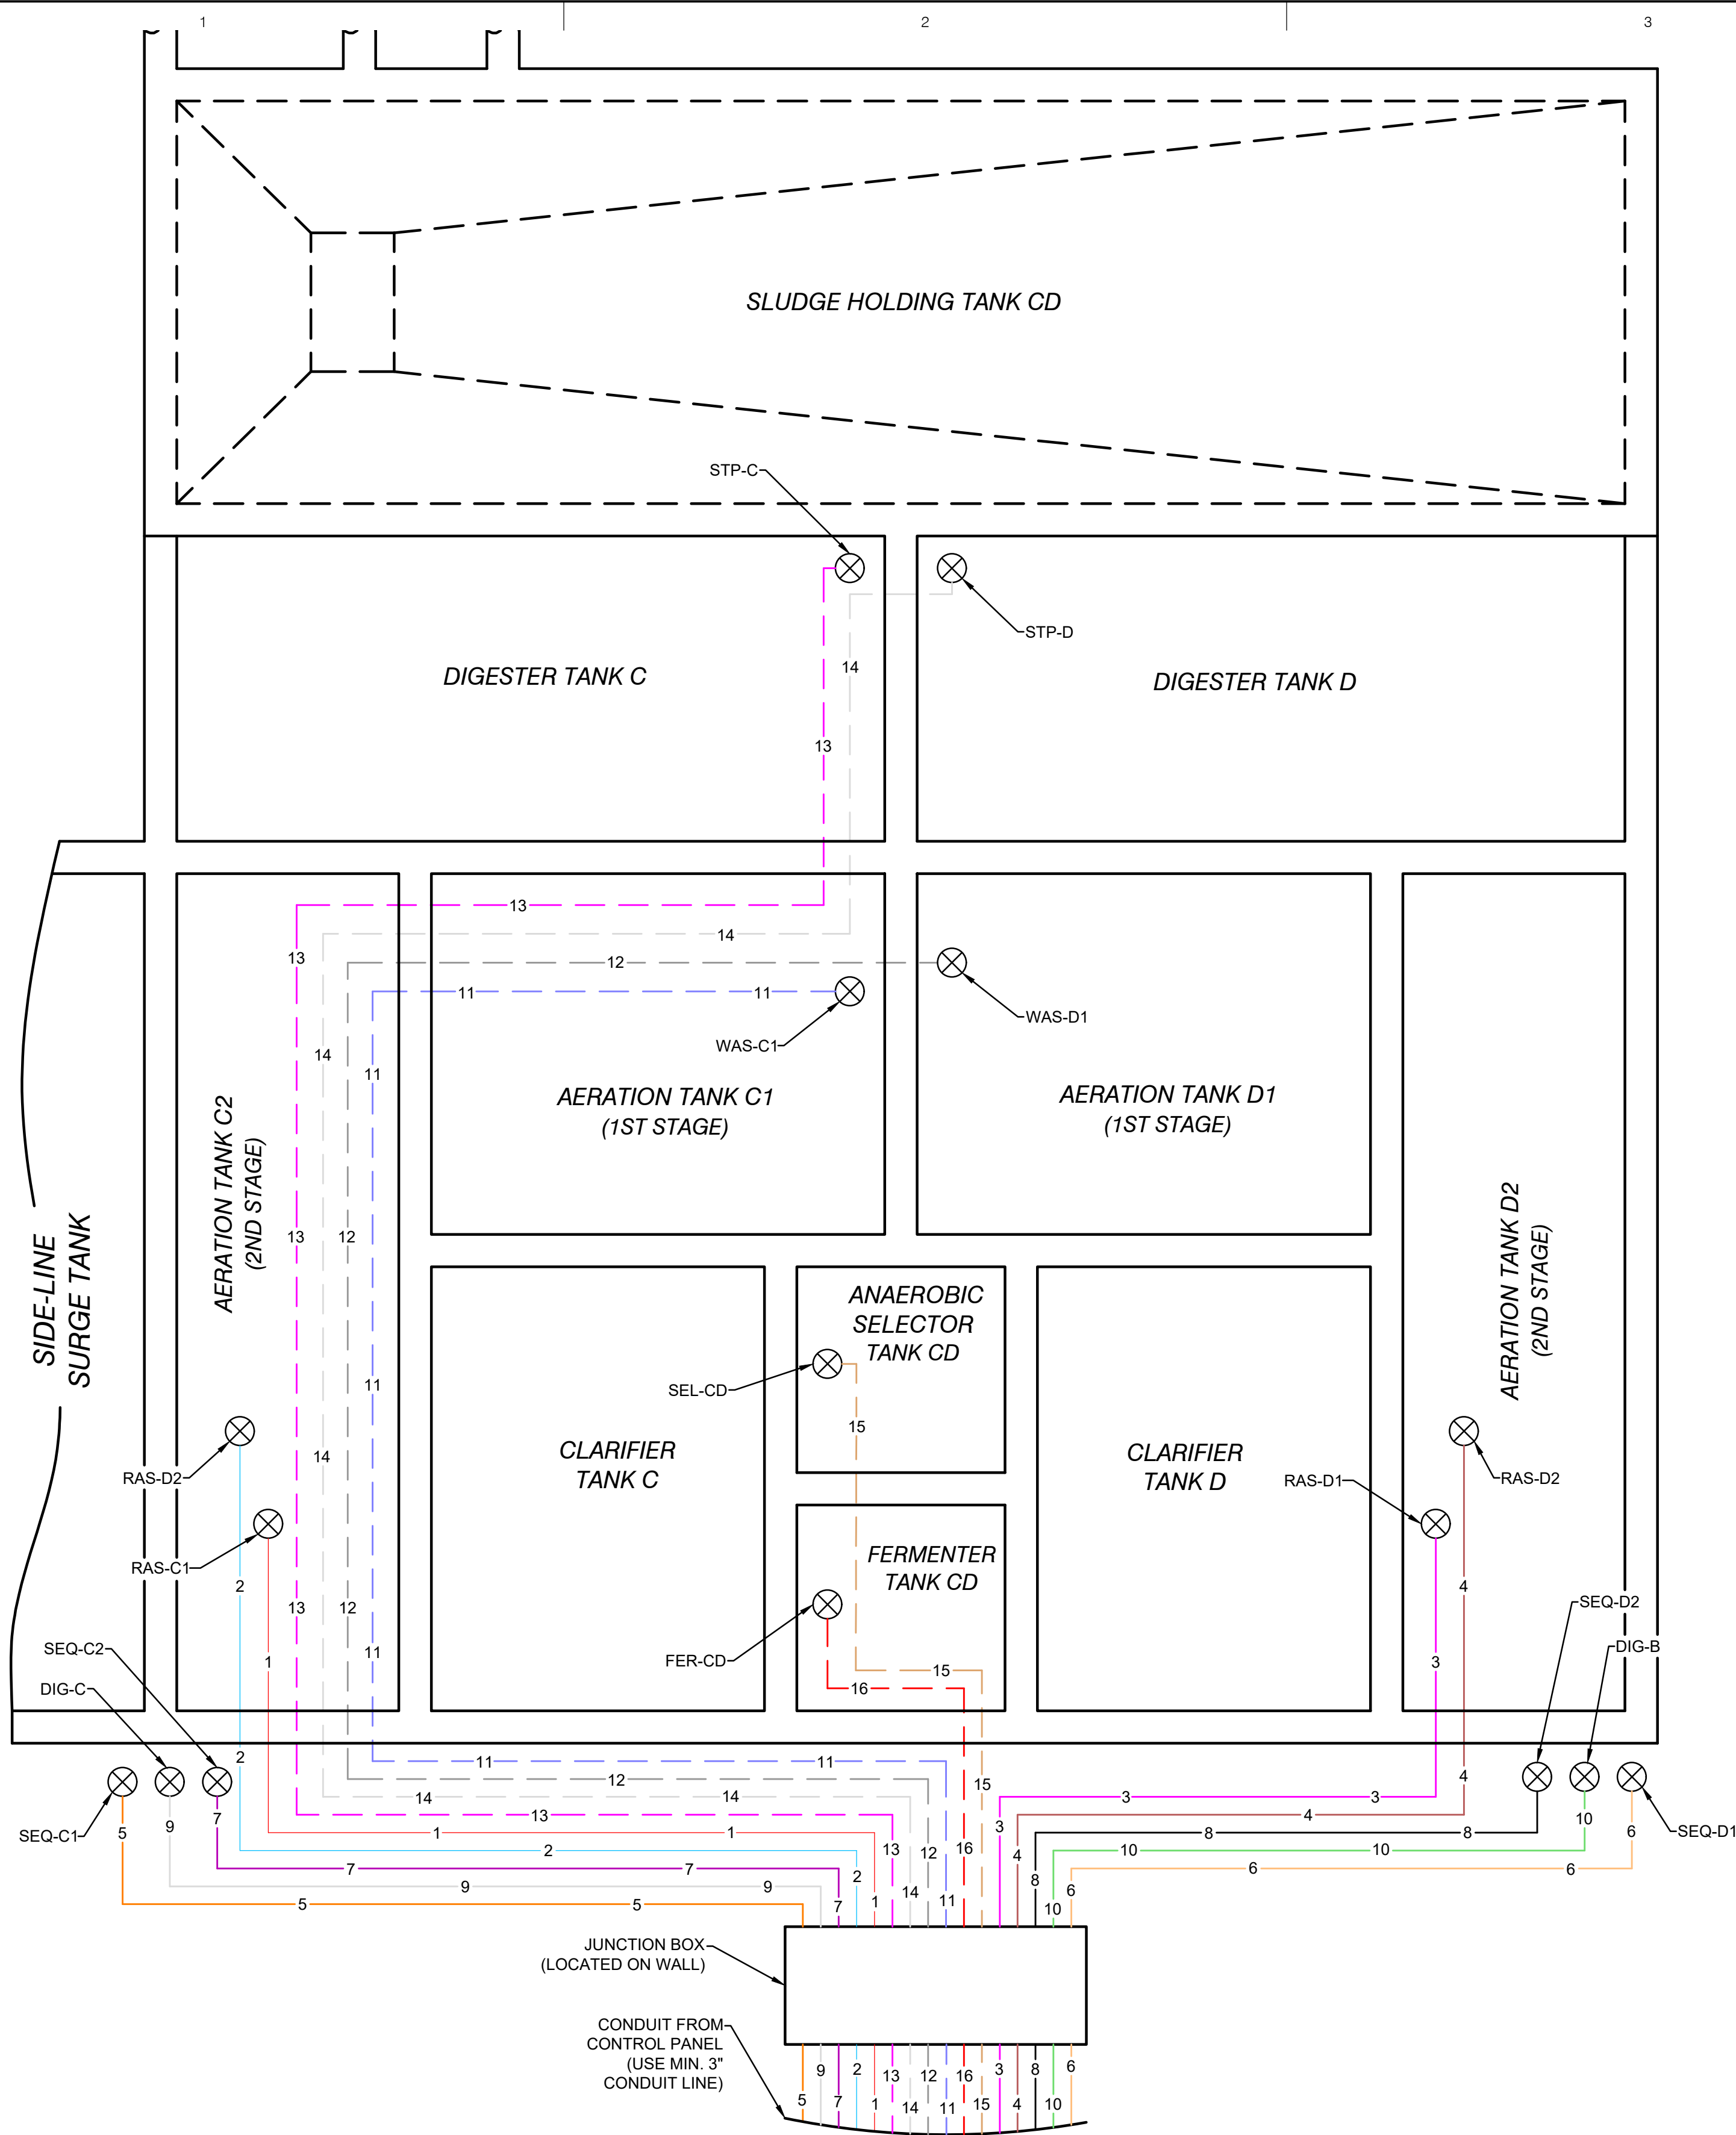 1
2
3
SLUDGE HOLDING TANK CD
STP-C
STP-D
DIGESTER TANK C
14
DIGESTER TANK D
13
13
14
13
12
11
11
WAS-D1
WAS-C1
14
11
AERATION TANK C1
(1ST STAGE)
AERATION TANK D1
(1ST STAGE)
AERATION TANK C2
(2ND STAGE)
13
12
SIDE-LINE
SURGE TANK
AERATION TANK D2
(2ND STAGE)
ANAEROBIC
SELECTOR
TANK CD
SEL-CD
11
15
14
CLARIFIER
TANK C
CLARIFIER
TANK D
RAS-D2
RAS-D1
RAS-D2
RAS-C1
FERMENTER
TANK CD
2
13
12
4
SEQ-D2
SEQ-C2
DIG-B
11
1
FER-CD
15
3
DIG-C
16
2
11
11
12
15
4
14
14
3
3
7
13
4
10
9
5
1
1
3
8
8
6
SEQ-C1
SEQ-D1
2
13
12
16
4
10
10
7
7
2
8
6
6
9
9
14
6
5
5
7
1
11
10
JUNCTION BOX
(LOCATED ON WALL)
CONDUIT FROM
CONTROL PANEL
(USE MIN. 3"
CONDUIT LINE)
9
2
13
12
16
3
8
6
5
7
1
14
11
15
4
10